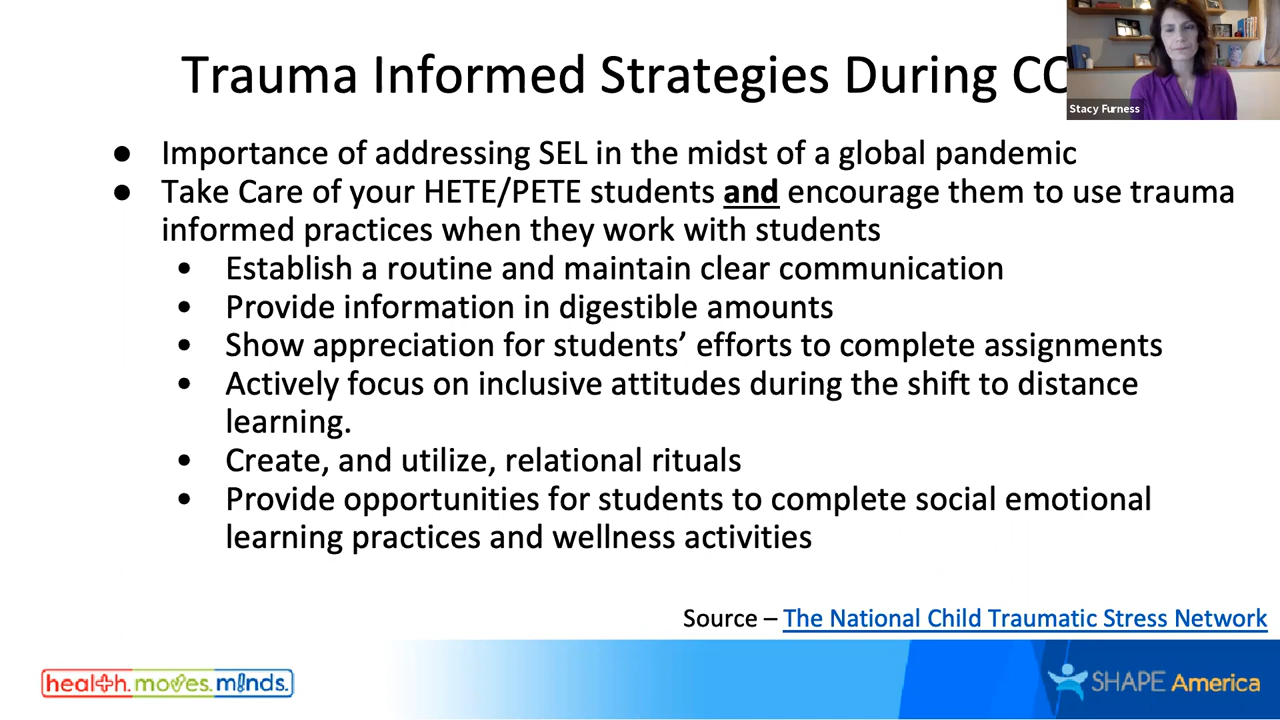 Trauma Informed Strategies During CO
Stacy Furness
● Importance of addressing SEL in the midst of a global pandemic
● Take Care of your HETE/PETE students and encourage them to use trauma
informed practices when they work with students
• Establish a routine and maintain clear communication
• Provide information in digestible amounts
• Show appreciation for students’ efforts to complete assignments
• Actively focus on inclusive attitudes during the shift to distance
learning.
• Create, and utilize, relational rituals
• Provide opportunities for students to complete social emotional
learning practices and wellness activities
Source – The National Child Traumatic Stress Network
health.moves.minds.
SHAPE America